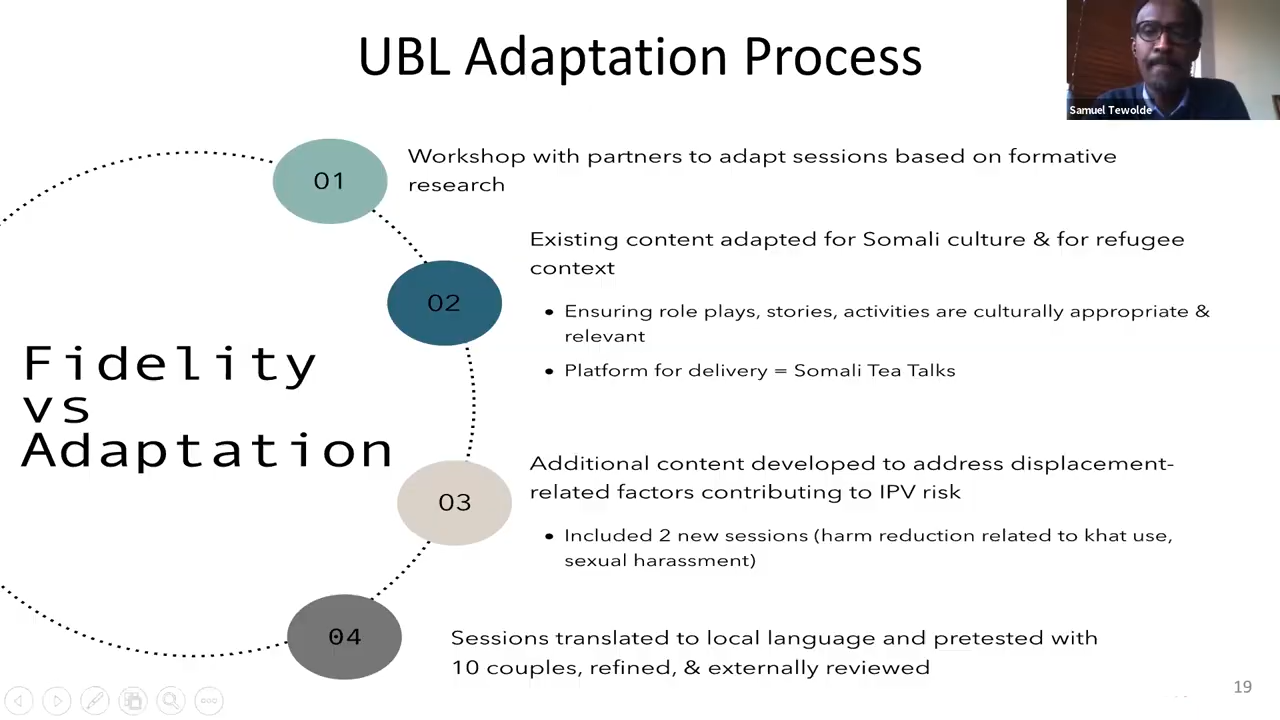 UBL Adaptation Process
Samuel Tewolde
01
Workshop with partners to adapt sessions based on formative
research
02
Existing content adapted for Somali culture & for refugee
context
• Ensuring role plays, stories, activities are culturally appropriate &
relevant
• Platform for delivery = Somali Tea Talks
Fidelity
vs
Adaptation
03
Additional content developed to address displacement-
related factors contributing to IPV risk
• Included 2 new sessions (harm reduction related to khat use,
sexual harassment)
04
Sessions translated to local language and pretested with
10 couples, refined, & externally reviewed
19